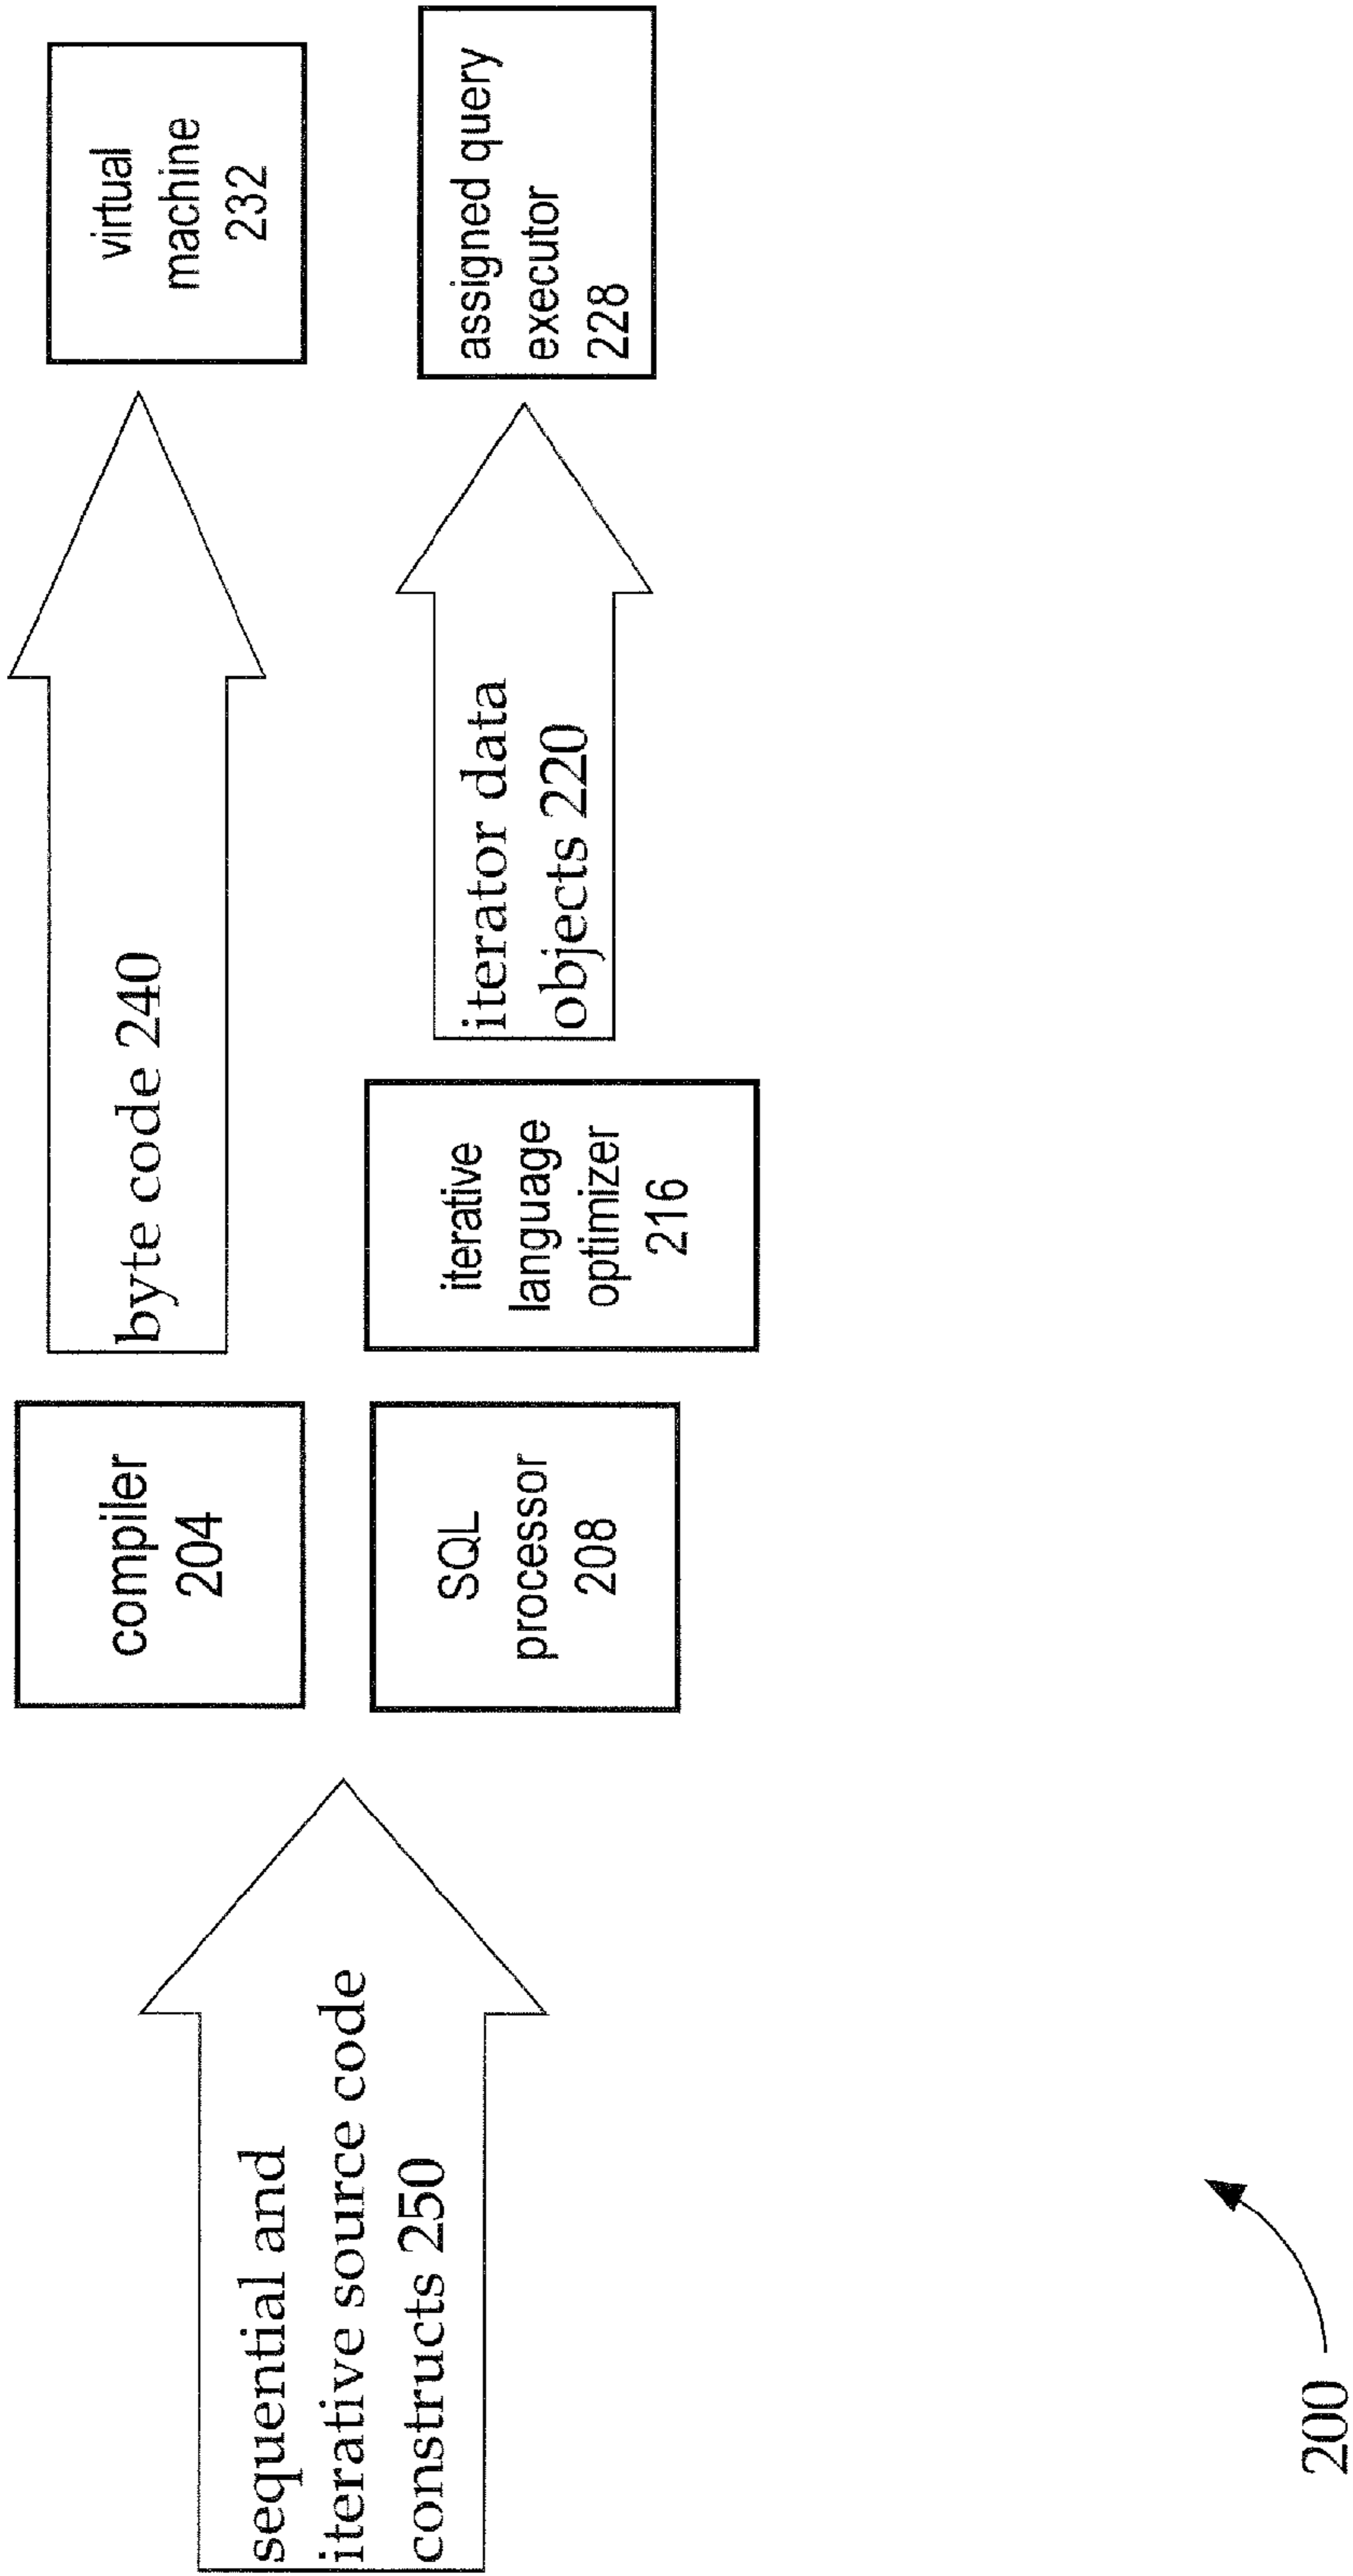 sequential and
iterative source code
constructs 250
compiler
204
SQL
processor
208
byte code 240
iterative
language
optimizer
216
iterator data
objects 220
virtual
machine
232
assigned query
executor
228
200